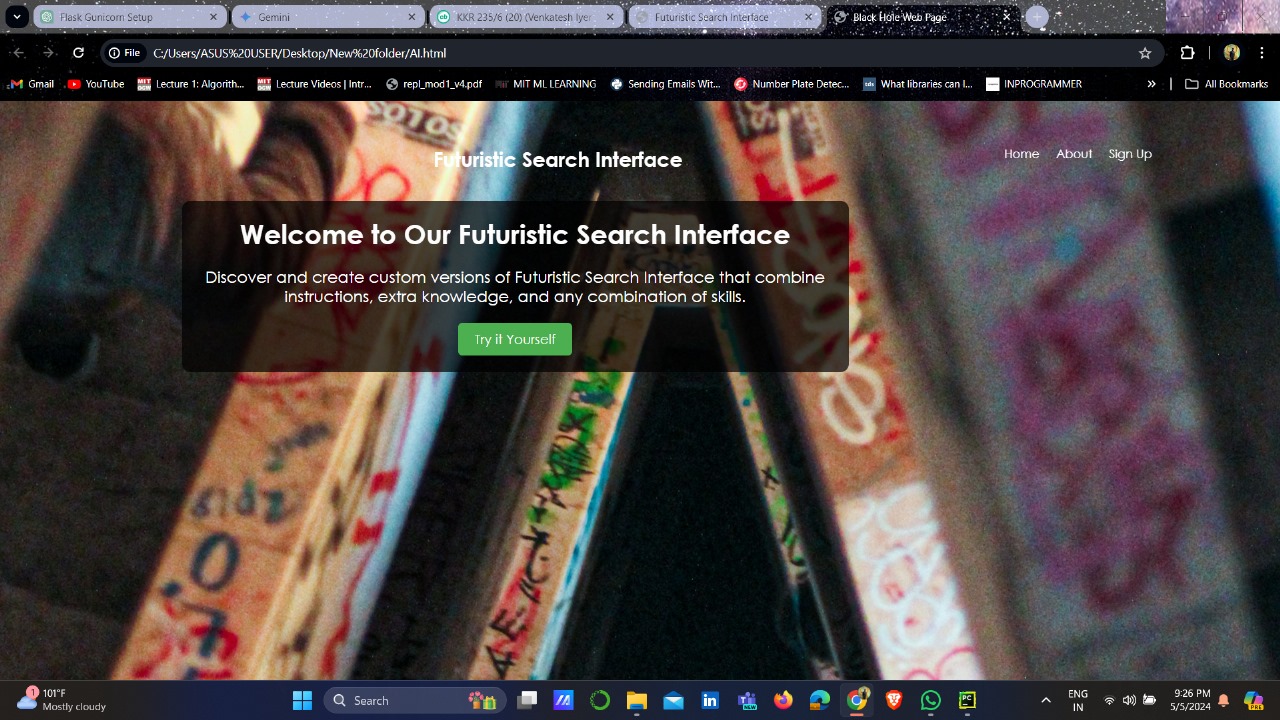 Flask Gunicorn Setup
Gemini
KKR 235/6 (20) (Venkatesh Iyer
Futuristic Search Interface
Black Hole Web Page
File
C:/Users/ASUS%20USER/Desktop/New%20folder/AI.html
Gmail
YouTube
Lecture 1: Algorith...
Lecture Videos | Intr...
repl_mod1_v4.pdf
MIT ML LEARNING
Sending Emails Wit...
Number Plate Detec...
What libraries can I...
INPROGRAMMER
All Bookmarks
Futuristic Search Interface
Home About Sign Up
Welcome to Our Futuristic Search Interface
Discover and create custom versions of Futuristic Search Interface that combine
instructions, extra knowledge, and any combination of skills.
Try it Yourself
1
101°F
Mostly cloudy
Search
ENG
IN
9:26 PM
5/5/2024